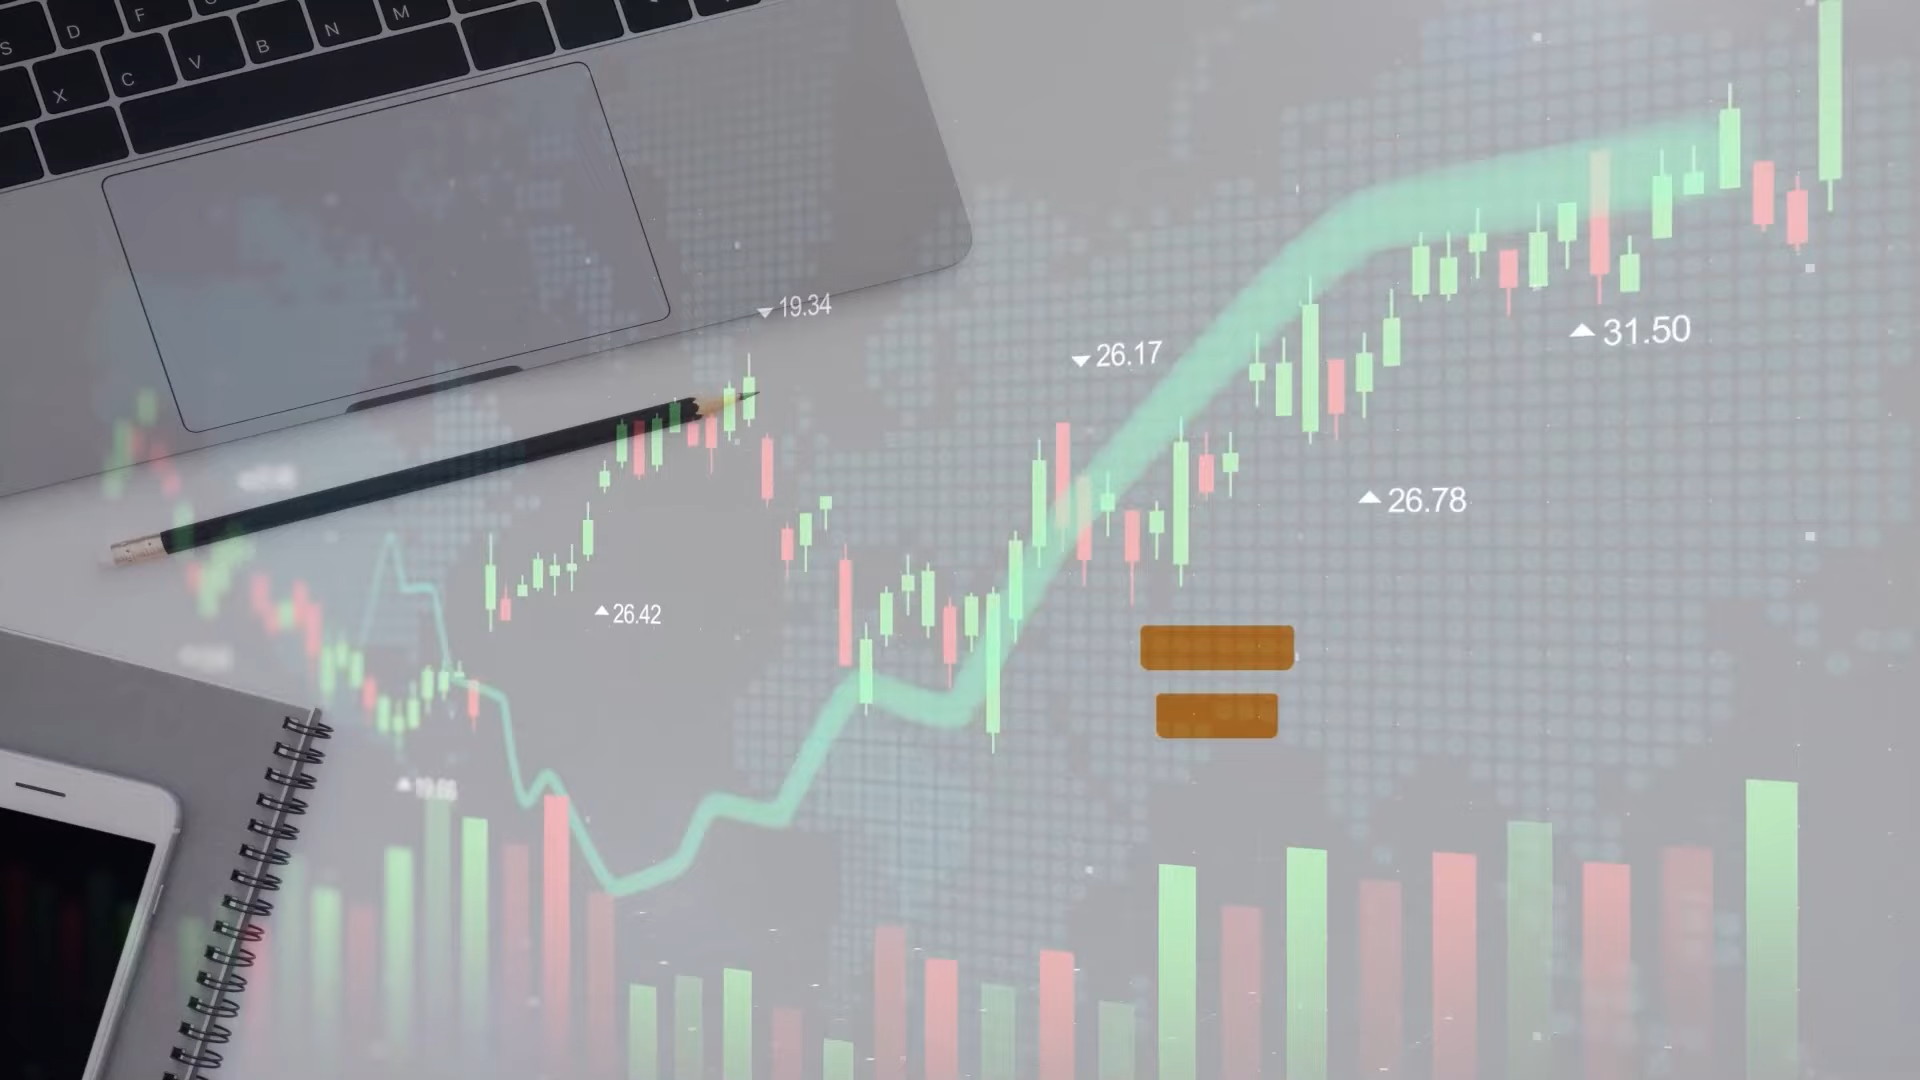 S D F
X C V B N M
▼ 19.34
▼ 26.17
▲ 31.50
▲ 26.78
▲ 26.42